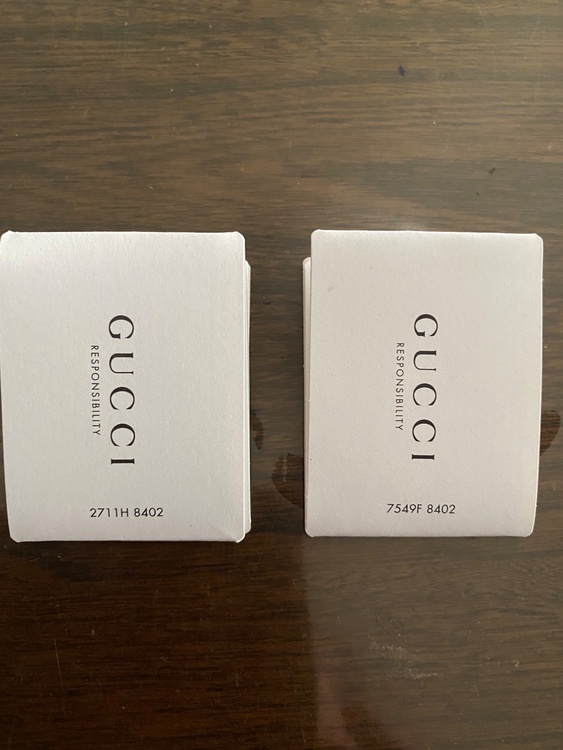 GUCCI
RESPONSIBILITY
2711H 8402
GUCCI
RESPONSIBILITY
7549F 8402